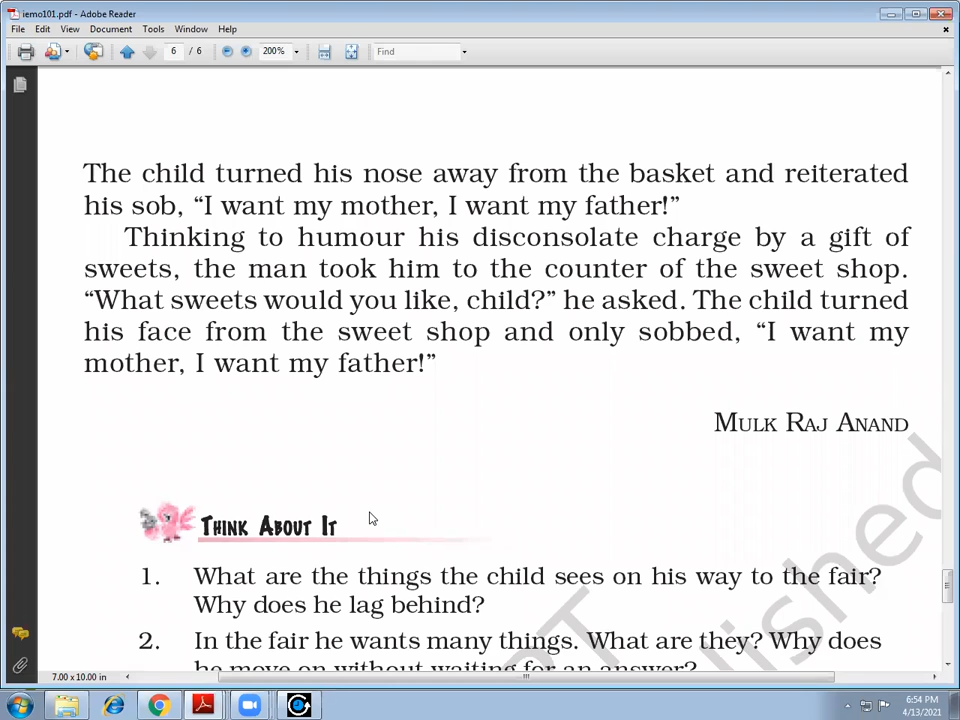 iemo101.pdf - Adobe Reader
File Edit View Document Tools Window Help
6 / 6 200% Find
The child turned his nose away from the basket and reiterated
his sob, “I want my mother, I want my father!”
Thinking to humour his disconsolate charge by a gift of
sweets, the man took him to the counter of the sweet shop.
“What sweets would you like, child?” he asked. The child turned
his face from the sweet shop and only sobbed, “I want my
mother, I want my father!”
MULK RAJ ANAND
THINK ABOUT IT
1. What are the things the child sees on his way to the fair?
Why does he lag behind?
2. In the fair he wants many things. What are they? Why does
he move on without waiting for an answer?
7.00 x 10.00 in
6:54 PM
4/13/2021